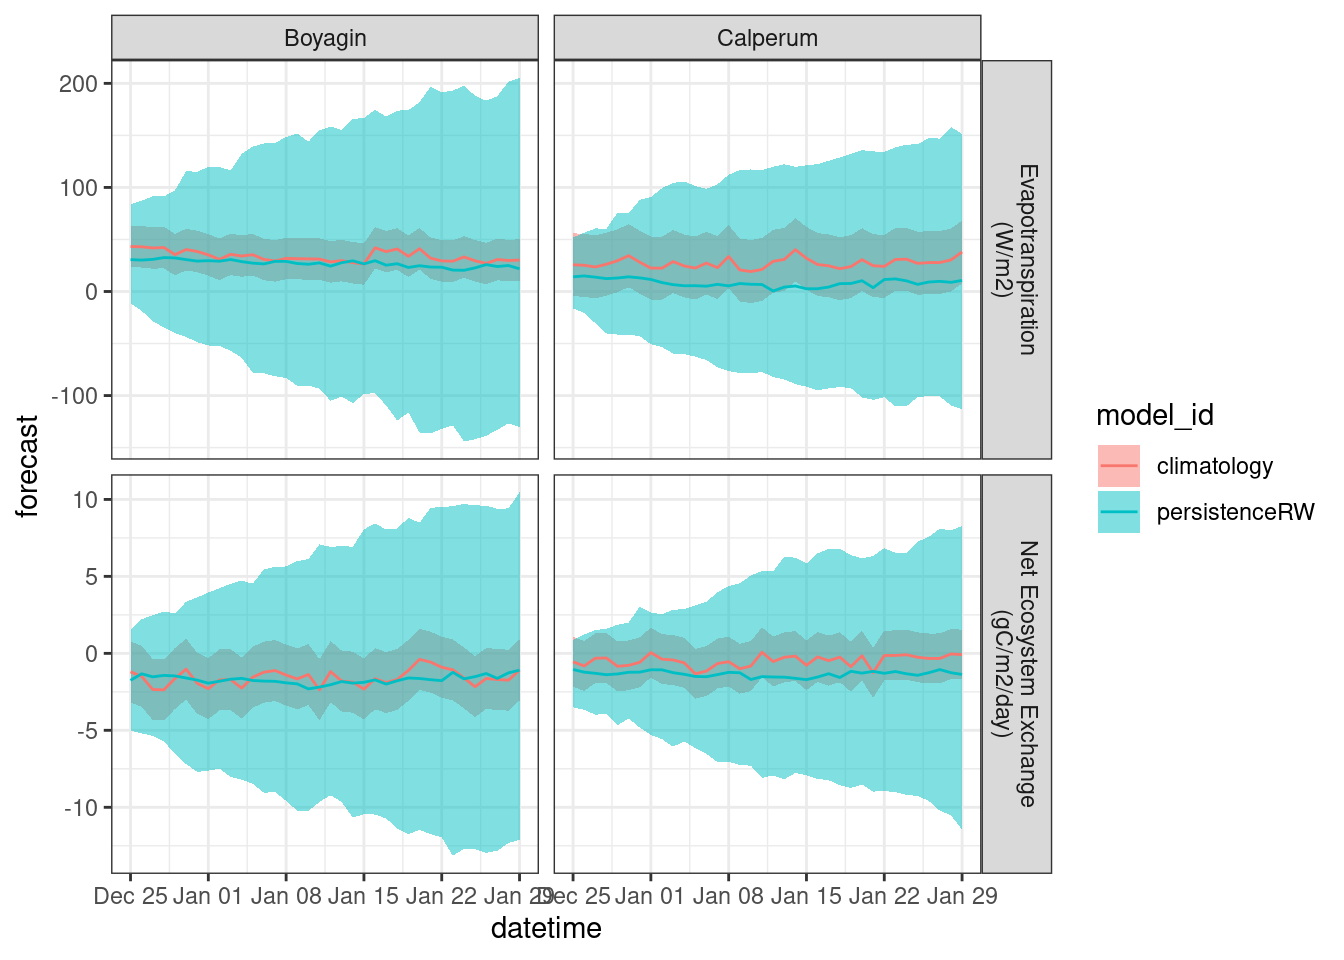 Boyagin
Calperum
200
100
0
-100
Evapotranspiration
(W/m2)
10
5
0
-5
-10
Net Ecosystem Exchange
(gC/m2/day)
forecast
Dec 25 Jan 01 Jan 08 Jan 15 Jan 22 Jan 29
Dec 25 Jan 01 Jan 08 Jan 15 Jan 22 Jan 29
datetime
model_id
climatology
persistenceRW